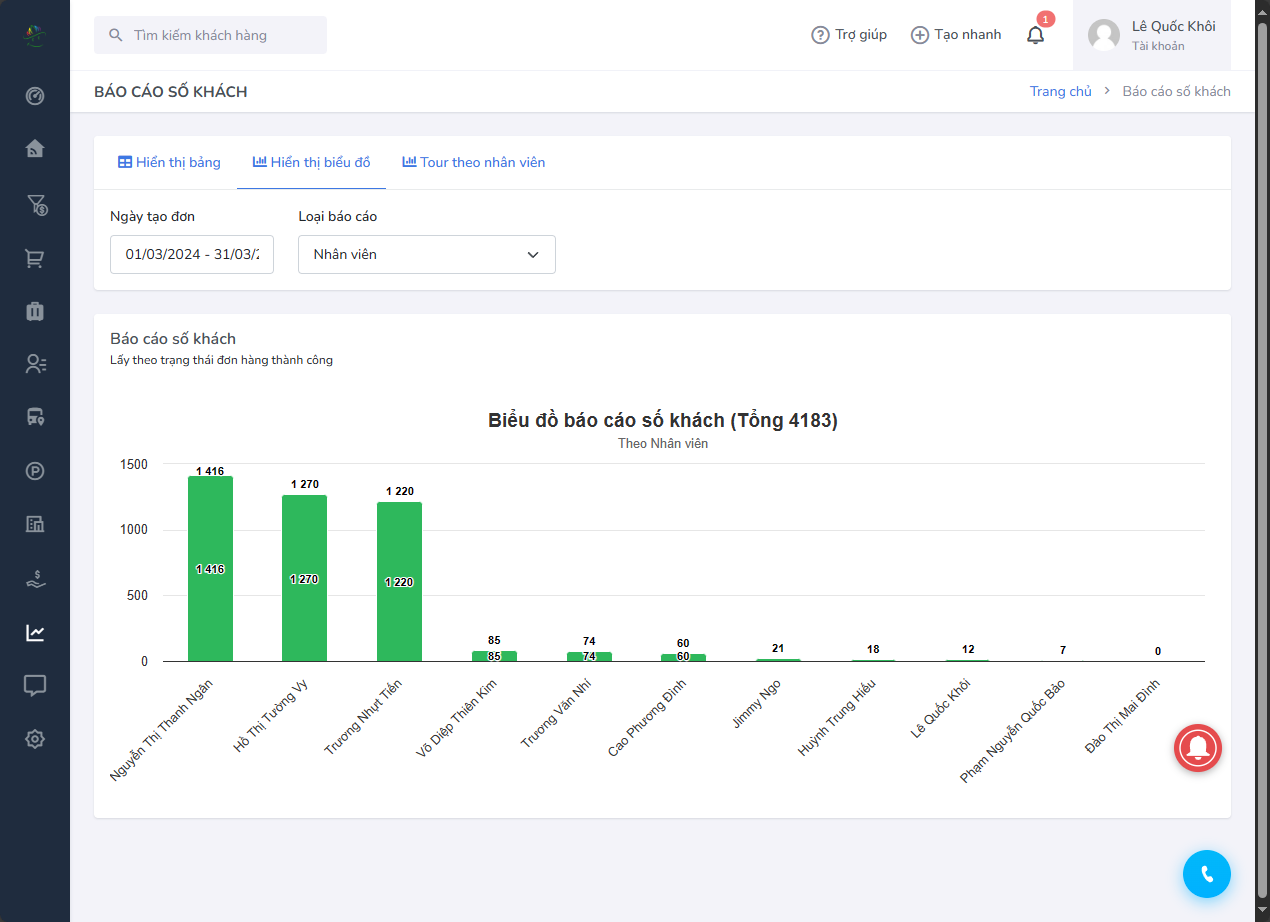 Tìm kiếm khách hàng
Trợ giúp
Tạo nhanh
1
Lê Quốc Khôi
Tài khoản
BÁO CÁO SỐ KHÁCH
Trang chủ > Báo cáo số khách
Hiển thị bảng
Hiển thị biểu đồ
Tour theo nhân viên
Ngày tạo đơn
Loại báo cáo
01/03/2024 - 31/03/2
Nhân viên
Báo cáo số khách
Lấy theo trạng thái đơn hàng thành công
Biểu đồ báo cáo số khách (Tổng 4183)
Theo Nhân viên
1500
1000
500
0
1 416
1 270
1 220
85
74
60
21
18
12
7
0
1 416
1 270
1 220
85
74
60
Nguyễn Thị Thanh Ngân
Hồ Thị Tường Vy
Trương Nhựt Tiến
Võ Diệp Thiên Kim
Trương Văn Nhí
Cao Phương Đình
Jimmy Ngo
Huỳnh Trung Hiếu
Lê Quốc Khôi
Phạm Nguyễn Quốc Bảo
Đào Thị Mai Đình